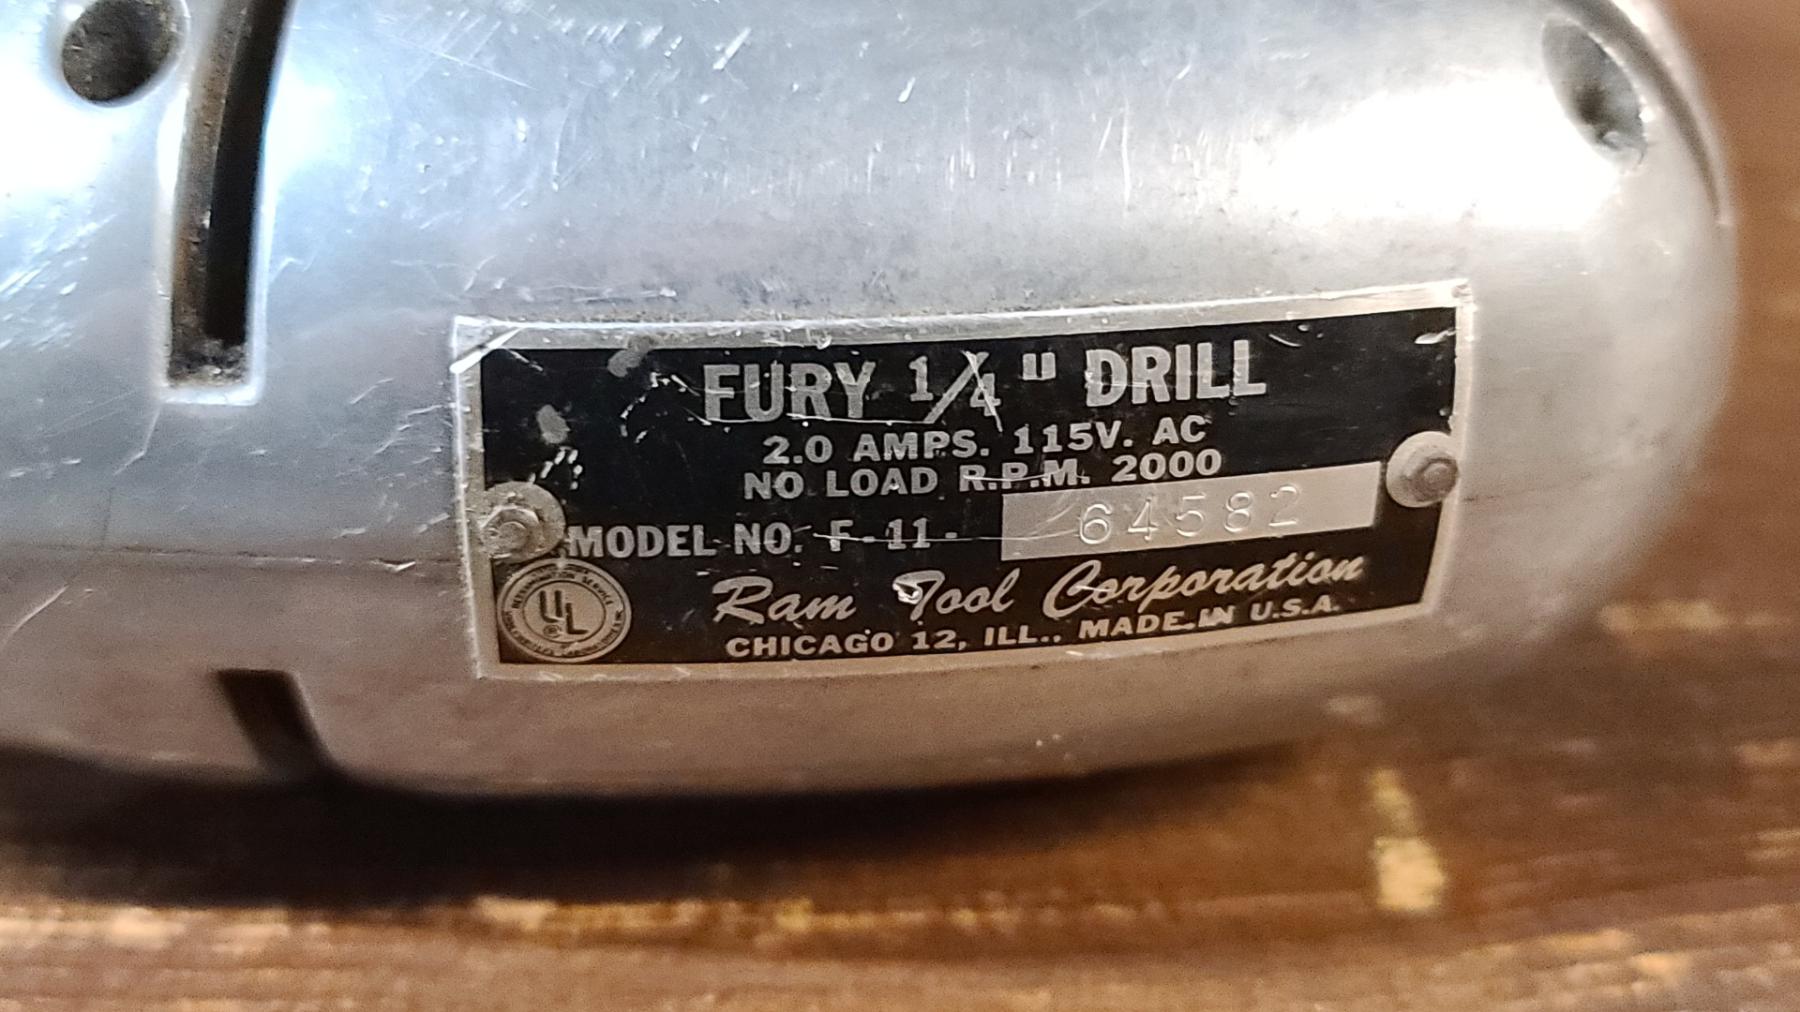 FURY 1/4" DRILL
2.0 AMPS. 115V. AC
NO LOAD R.P.M. 2000
MODEL NO. F-11- 64582
UL
Ram Tool Corporation
CHICAGO 12, ILL., MADE IN U.S.A.